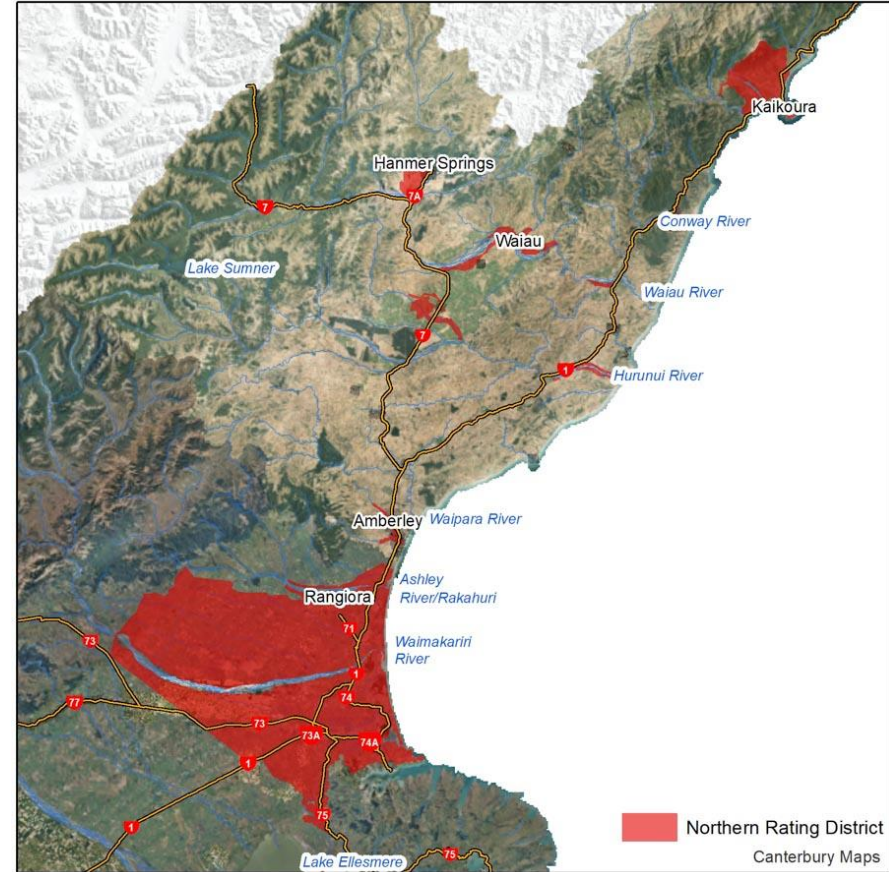 Kaikoura
Hanmer Springs
7A
7
Conway River
Waiau
Lake Sumner
Waiau River
7
1
Hurunui River
Amberley
Waipara River
Ashley
River/Rakahuri
Rangiora
71
73
Waimakariri
River
1
74
77
73
73A
74A
1
75
1
Northern Rating District
75
Lake Ellesmere
Canterbury Maps